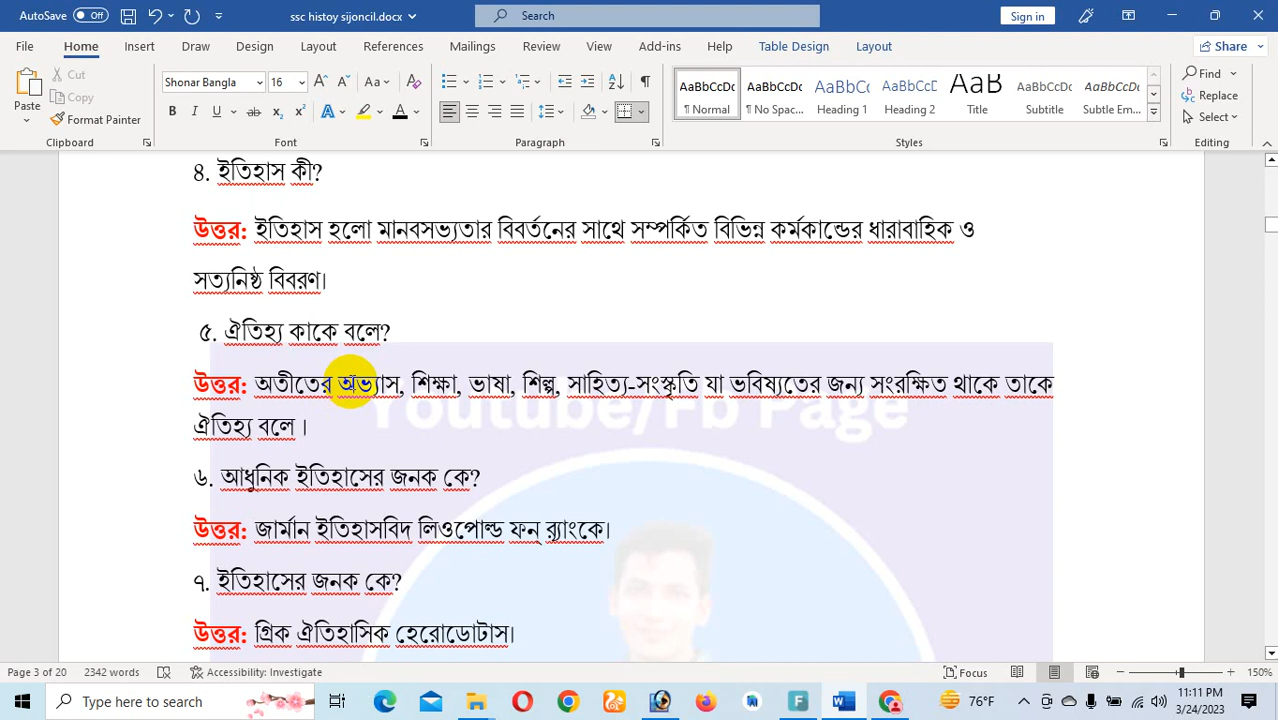 AutoSave Off ssc histoy sijoncil.docx Search Sign in
File Home Insert Draw Design Layout References Mailings Review View Add-ins Help Table Design Layout Share
Paste Cut Copy Format Painter Shonar Bangla 16 AaBbCcDc AaBbCcDc AaBbCc AaBbCcD AaB AaBbCcD AaBbCcDc Find Replace Select
¶ Normal ¶ No Spac... Heading 1 Heading 2 Title Subtitle Subtle Em...
Clipboard Font Paragraph Styles Editing
৪. ইতিহাস কী?
উত্তর: ইতিহাস হলো মানবসভ্যতার বিবর্তনের সাথে সম্পর্কিত বিভিন্ন কর্মকান্ডের ধারাবাহিক ও
সত্যনিষ্ঠ বিবরণ।
৫. ঐতিহ্য কাকে বলে?
উত্তর: অতীতের অভ্যাস, শিক্ষা, ভাষা, শিল্প, সাহিত্য-সংস্কৃতি যা ভবিষ্যতের জন্য সংরক্ষিত থাকে তাকে
Youtube/Fb Page
ঐতিহ্য বলে ।
৬. আধুনিক ইতিহাসের জনক কে?
উত্তর: জার্মান ইতিহাসবিদ লিওপোল্ড ফন্ র‍্যাংকে।
৭. ইতিহাসের জনক কে?
উত্তর: গ্রিক ঐতিহাসিক হেরোডোটাস।
Page 3 of 20 2342 words Accessibility: Investigate Focus 150%
Type here to search 76°F 11:11 PM
3/24/2023